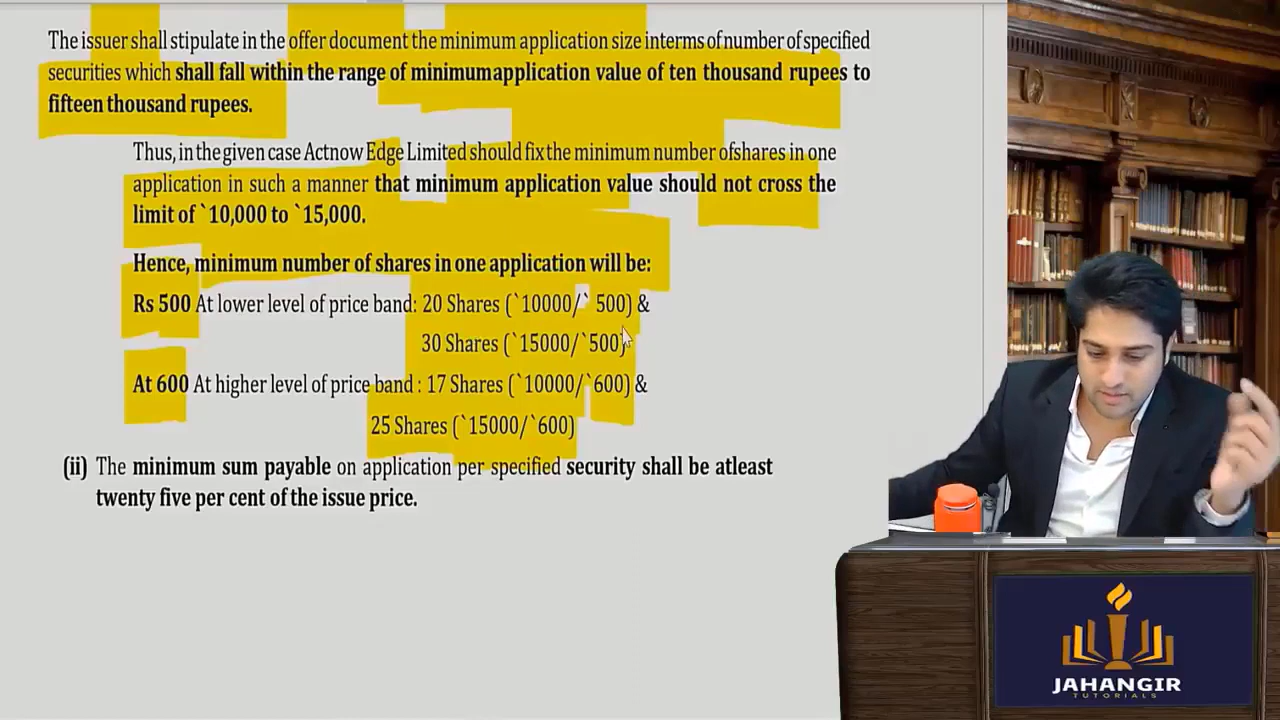 The issuer shall stipulate in the offer document the minimum application size interms of number of specified
securities which shall fall within the range of minimumapplication value of ten thousand rupees to
fifteen thousand rupees.
Thus, in the given case Actnow Edge Limited should fix the minimum number ofshares in one
application in such a manner that minimum application value should not cross the
limit of `10,000 to `15,000.
Hence, minimum number of shares in one application will be:
Rs 500 At lower level of price band: 20 Shares (`10000/` 500) &
30 Shares (`15000/`500)
At 600 At higher level of price band : 17 Shares (`10000/`600) &
25 Shares (`15000/`600)
(ii) The minimum sum payable on application per specified security shall be atleast
twenty five per cent of the issue price.
JAHANGIR
TUTORIALS